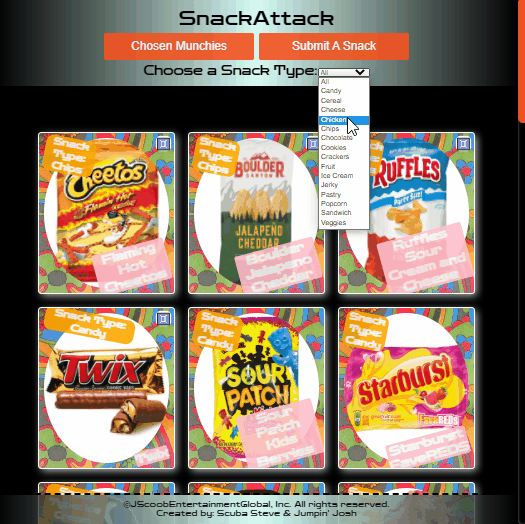 SnackAttack
Chosen Munchies
Submit A Snack
Choose a Snack Type:
All
All
Candy
Cereal
Cheese
Chicken
Chips
Chocolate
Cookies
Crackers
Fruit
Ice Cream
Jerky
Pastry
Popcorn
Sandwich
Veggies
Snack
Type:
Chips
Cheetos
Flamin' Hot
Flaming
Hot
Cheetos
Snack
Type:
Chips
BOULDER
CANYON
JALAPEÑO
CHEDDAR
Boulder
Jalapeno
Cheddar
RUFFLES
Ruffles
Sour
Cream and
Cheese
Snack Type:
Candy
TWIX
Twix
Snack
Type:
Candy
SOUR
PATCH
KIDS
Sour
Patch
Kids
Berries
Snack
Type:
Candy
Starburst
FaveREDs
Starburst
FaveREDS
©JScoobEntertainmentGlobal, Inc. All rights reserved.
Created by: Scuba Steve & Jumpin' Josh